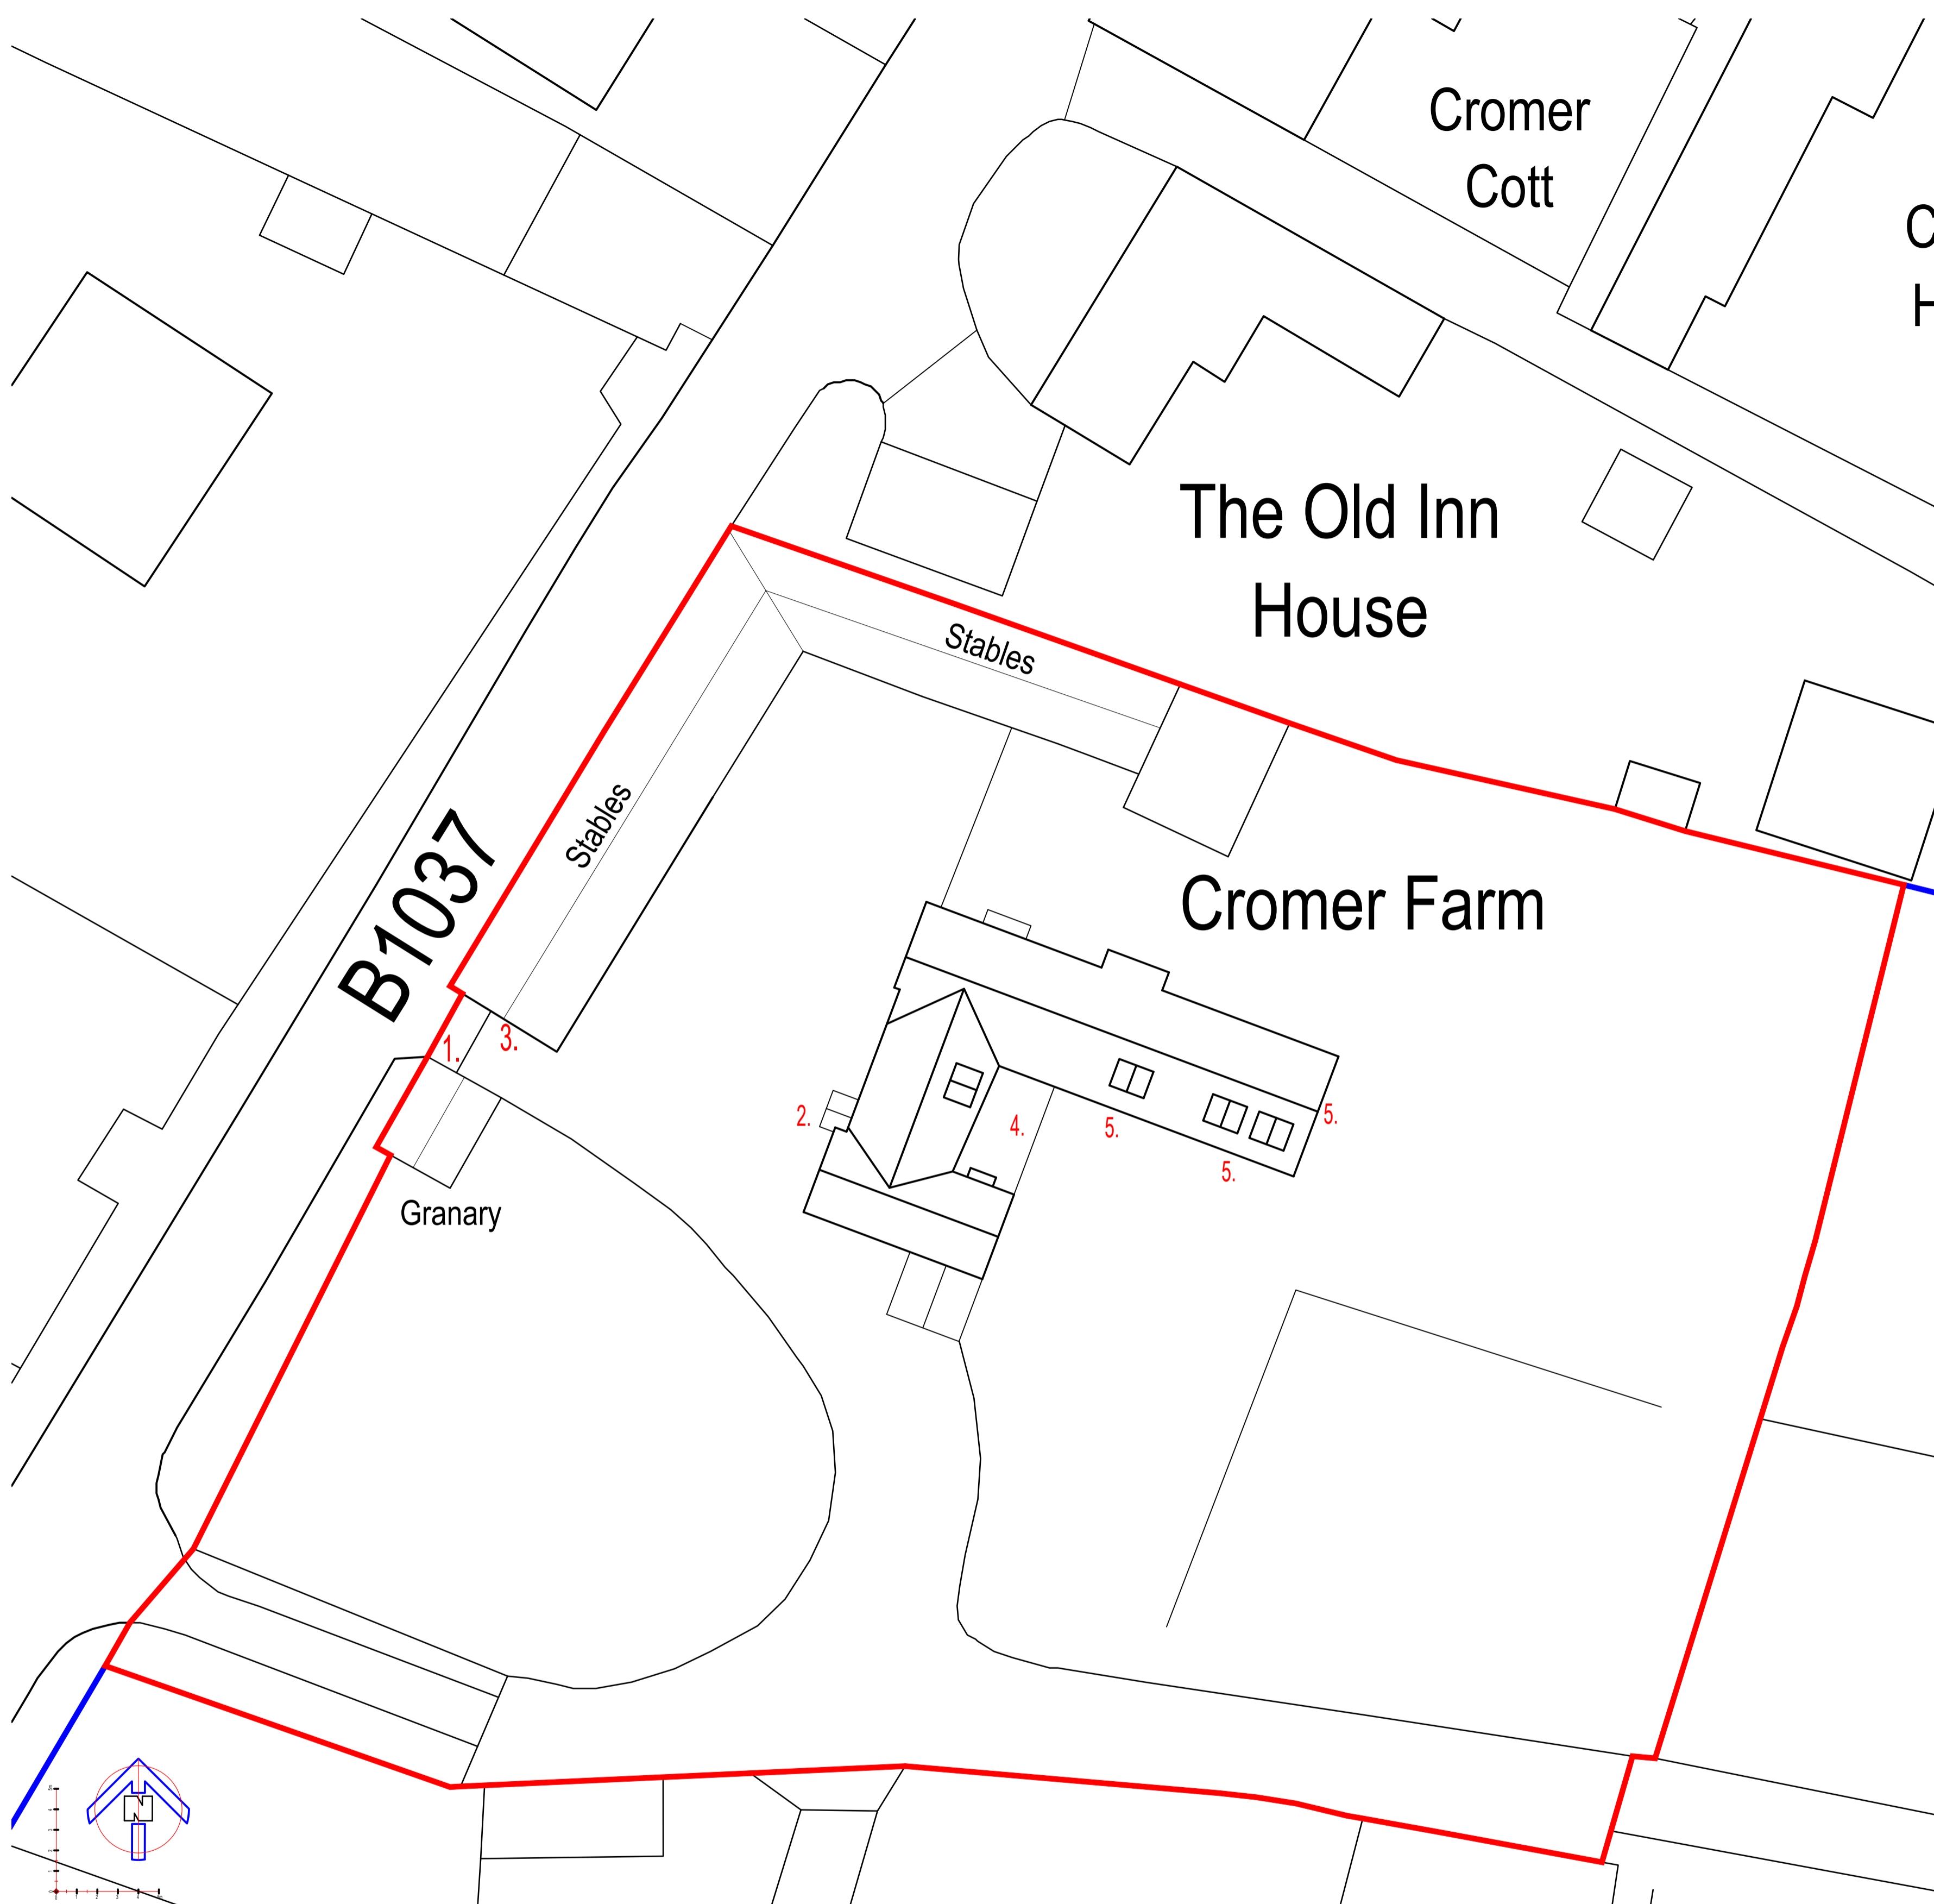 Cromer
Cott
C
H
The Old Inn
House
Stables
Stables
B1037
Cromer Farm
1.
3.
2.
4.
5.
5.
5.
Granary
N